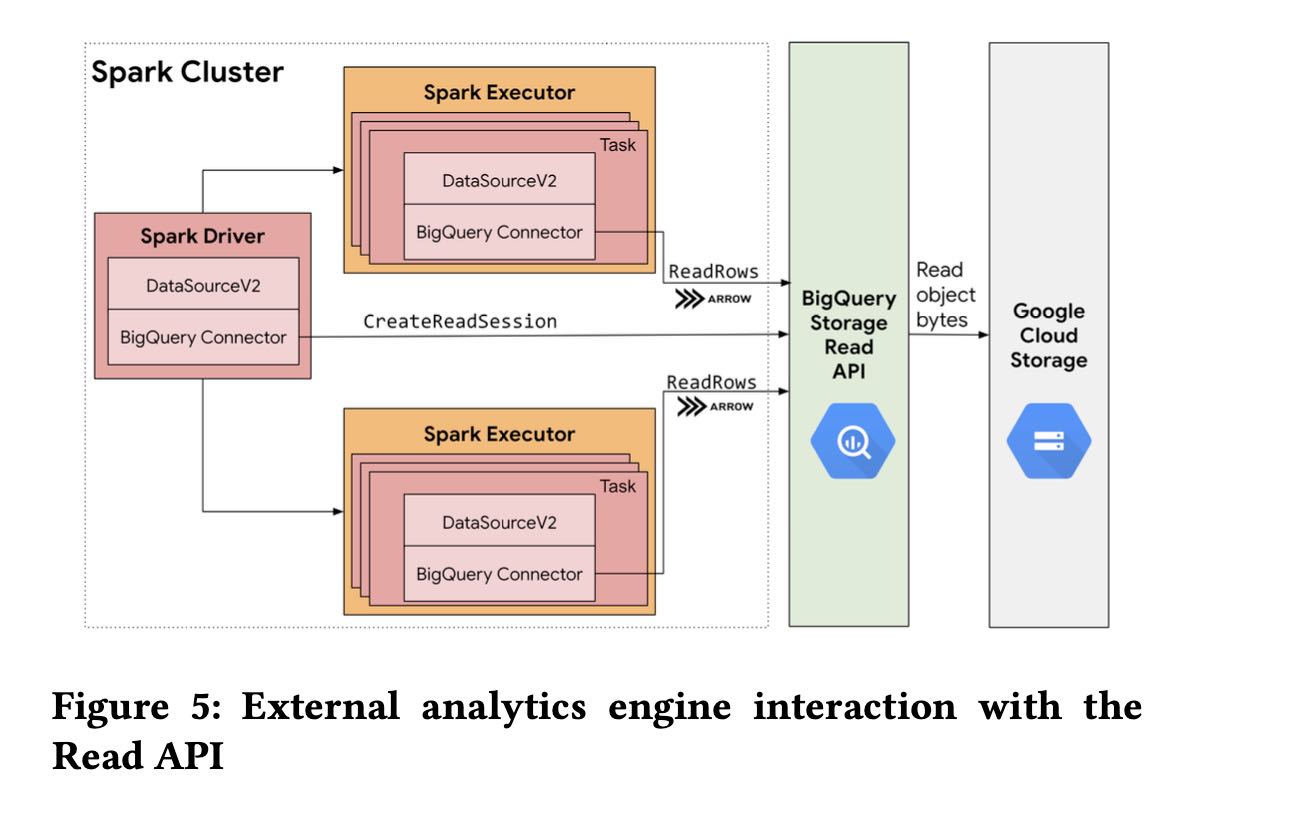 Spark Cluster
Spark Executor
Task
DataSourceV2
BigQuery Connector
Spark Driver
DataSourceV2
BigQuery Connector
ReadRows
ARROW
CreateReadSession
ReadRows
ARROW
Spark Executor
Task
DataSourceV2
BigQuery Connector
BigQuery
Storage
Read
API
Read
object
bytes
Google
Cloud
Storage
Figure 5: External analytics engine interaction with the
Read API